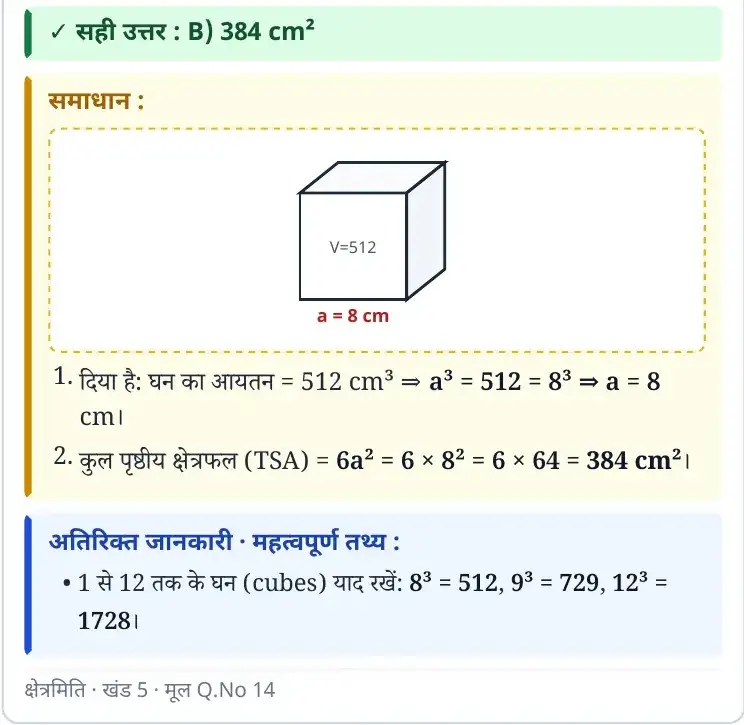 ✓ सही उत्तर : B) 384 cm²
समाधान :
V=512
a = 8 cm
1. दिया है: घन का आयतन = 512 cm³ ⇒ a³ = 512 = 8³ ⇒ a = 8
cm।
2. कुल पृष्ठीय क्षेत्रफल (TSA) = 6a² = 6 × 8² = 6 × 64 = 384 cm²।
अतिरिक्त जानकारी · महत्वपूर्ण तथ्य :
• 1 से 12 तक के घन (cubes) याद रखें: 8³ = 512, 9³ = 729, 12³ =
1728।
क्षेत्रमिति · खंड 5 · मूल Q.No 14